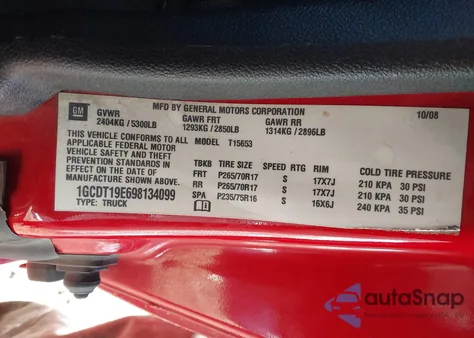 MFD BY GENERAL MOTORS CORPORATION 10/08
GM GVWR GAWR FRT GAWR RR
2404KG / 5300LB 1293KG / 2850LB 1314KG / 2896LB
THIS VEHICLE CONFORMS TO ALL MODEL T15653
APPLICABLE FEDERAL MOTOR
VEHICLE SAFETY AND THEFT TBKB TIRE SIZE SPEED RTG RIM COLD TIRE PRESSURE
PREVENTION STANDARDS IN FRT P265/70R17 S 17X7J 210 KPA 30 PSI
EFFECT ON THE DATE OF RR P265/70R17 S 17X7J 210 KPA 30 PSI
MANUFACTURE SHOWN ABOVE.
1GCDT19E698134099 SPA P235/75R16 S 16X6J 240 KPA 35 PSI
TYPE: TRUCK
autoSnap